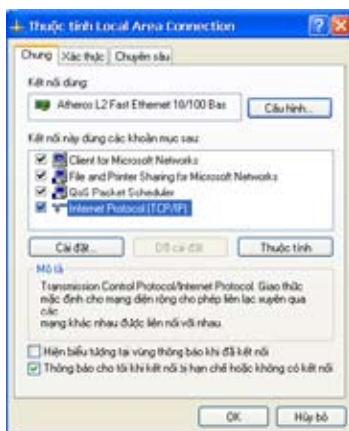 Thuộc tính Local Area Connection
Chung Xác thực Chuyên sâu
Kết nối dùng:
Atheros L2 Fast Ethernet 10/100 Bas Cấu hình...
Kết nối này dùng các khoản mục sau:
Client for Microsoft Networks
File and Printer Sharing for Microsoft Networks
QoS Packet Scheduler
Internet Protocol (TCP/IP)
Cài đặt... Dỡ cài đặt Thuộc tính
Mô tả
Transmission Control Protocol/Internet Protocol. Giao thức
mặc định cho mạng diện rộng cho phép liên lạc xuyên qua
các
mạng khác nhau được liên nối với nhau.
Hiện biểu tượng tại vùng thông báo khi đã kết nối
Thông báo cho tôi khi kết nối bị hạn chế hoặc không có kết nối
OK Hủy bỏ